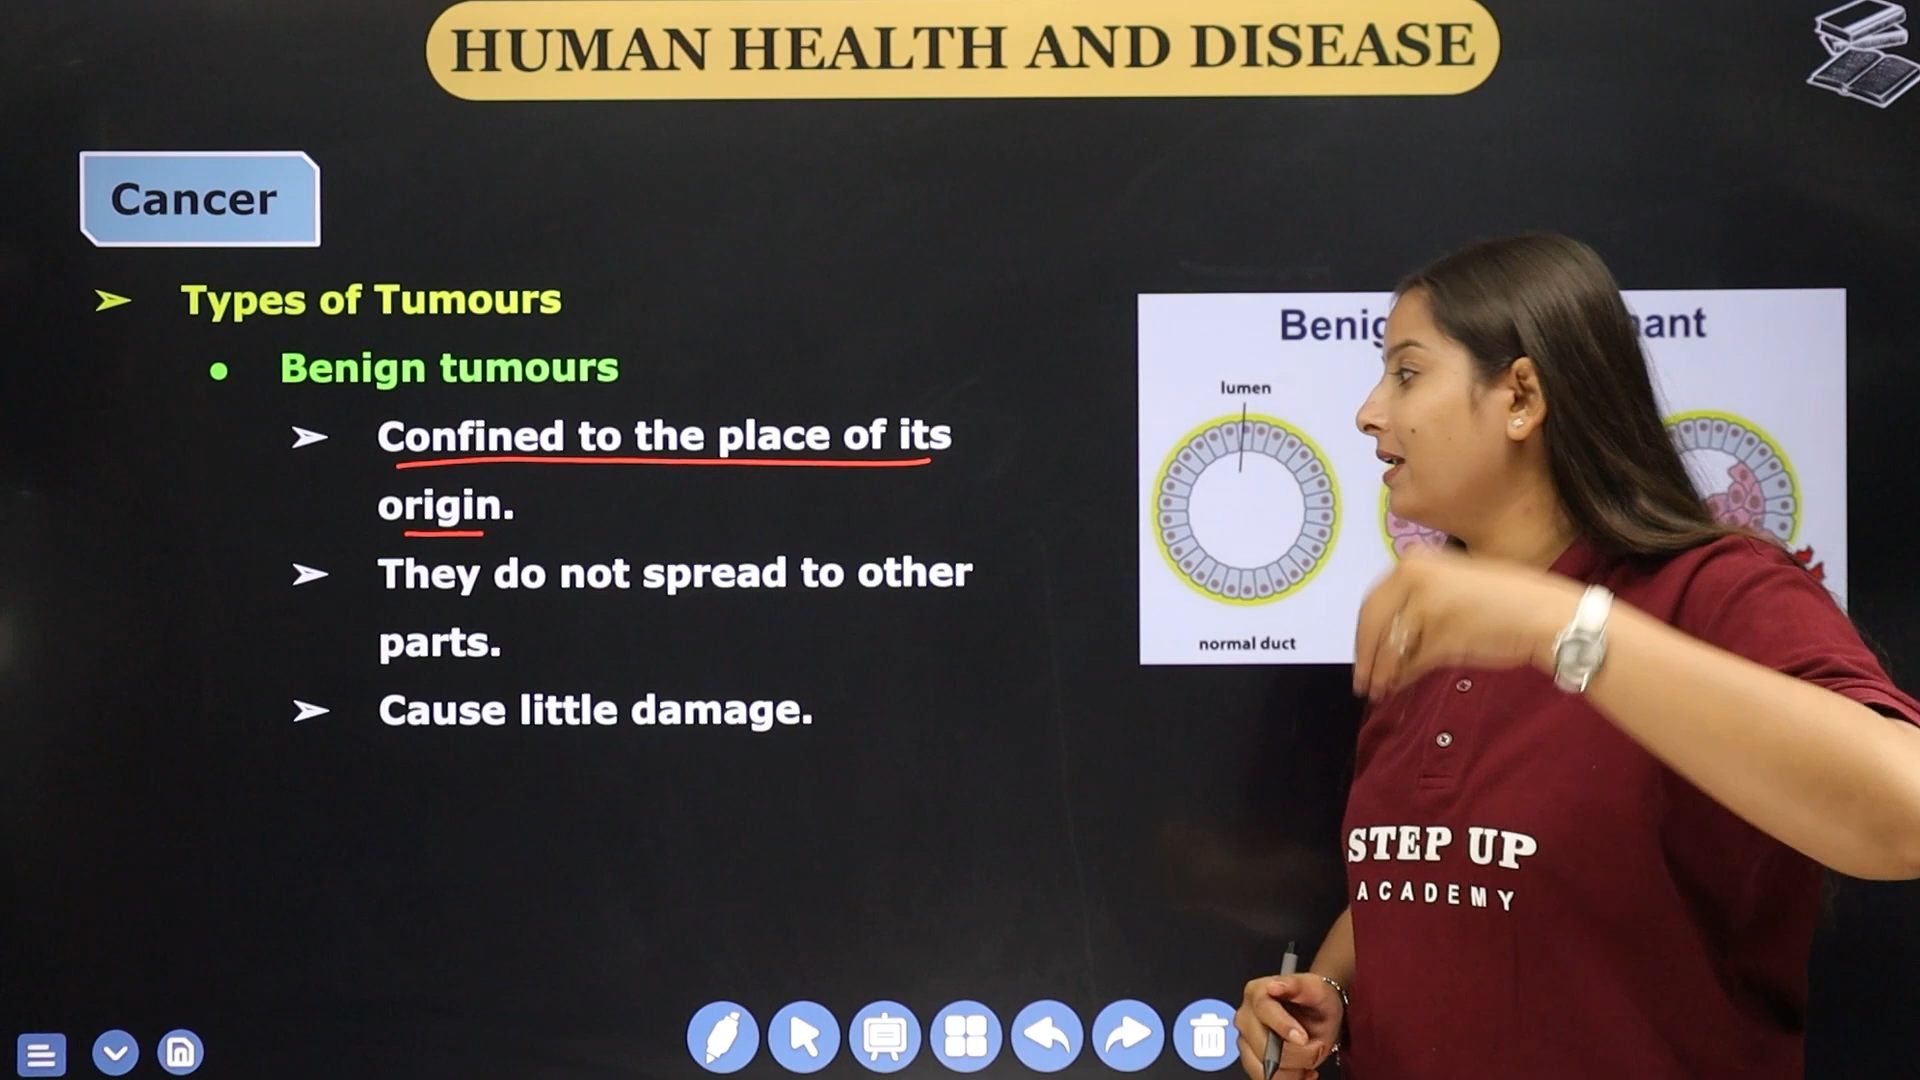 HUMAN HEALTH AND DISEASE
Cancer
➢ Types of Tumours
• Benign tumours
➢ Confined to the place of its
origin.
➢ They do not spread to other
parts.
➢ Cause little damage.
lumen
normal duct
STEP UP
ACADEMY